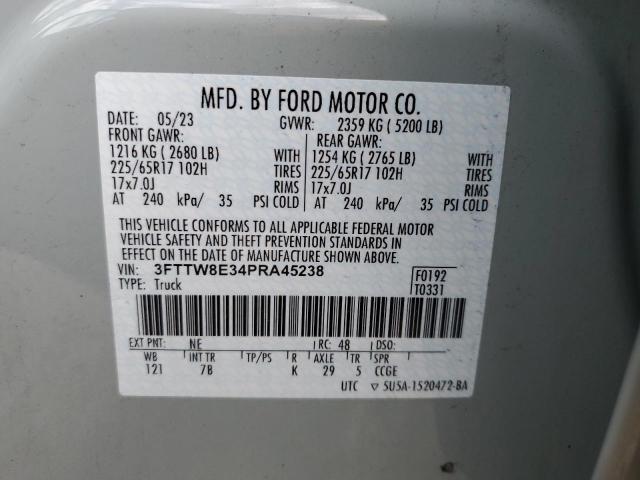 MFD. BY FORD MOTOR CO.
DATE: 05/23 GVWR: 2359 KG ( 5200 LB)
FRONT GAWR: REAR GAWR:
1216 KG ( 2680 LB) WITH 1254 KG ( 2765 LB) WITH
225/65R17 102H TIRES 225/65R17 102H TIRES
17x7.0J RIMS 17x7.0J RIMS
AT 240 kPa/ 35 PSI COLD AT 240 kPa/ 35 PSI COLD
THIS VEHICLE CONFORMS TO ALL APPLICABLE FEDERAL MOTOR
VEHICLE SAFETY AND THEFT PREVENTION STANDARDS IN
EFFECT ON THE DATE OF MANUFACTURE SHOWN ABOVE.
VIN: 3FTTW8E34PRA45238 F0192
TYPE: Truck T0331
EXT PNT: NE RC: 48 DSO:
WB INT TR TP/PS R AXLE TR SPR
121 7B K 29 5 CCGE
UTC ▽ 5U5A-1520472-BA